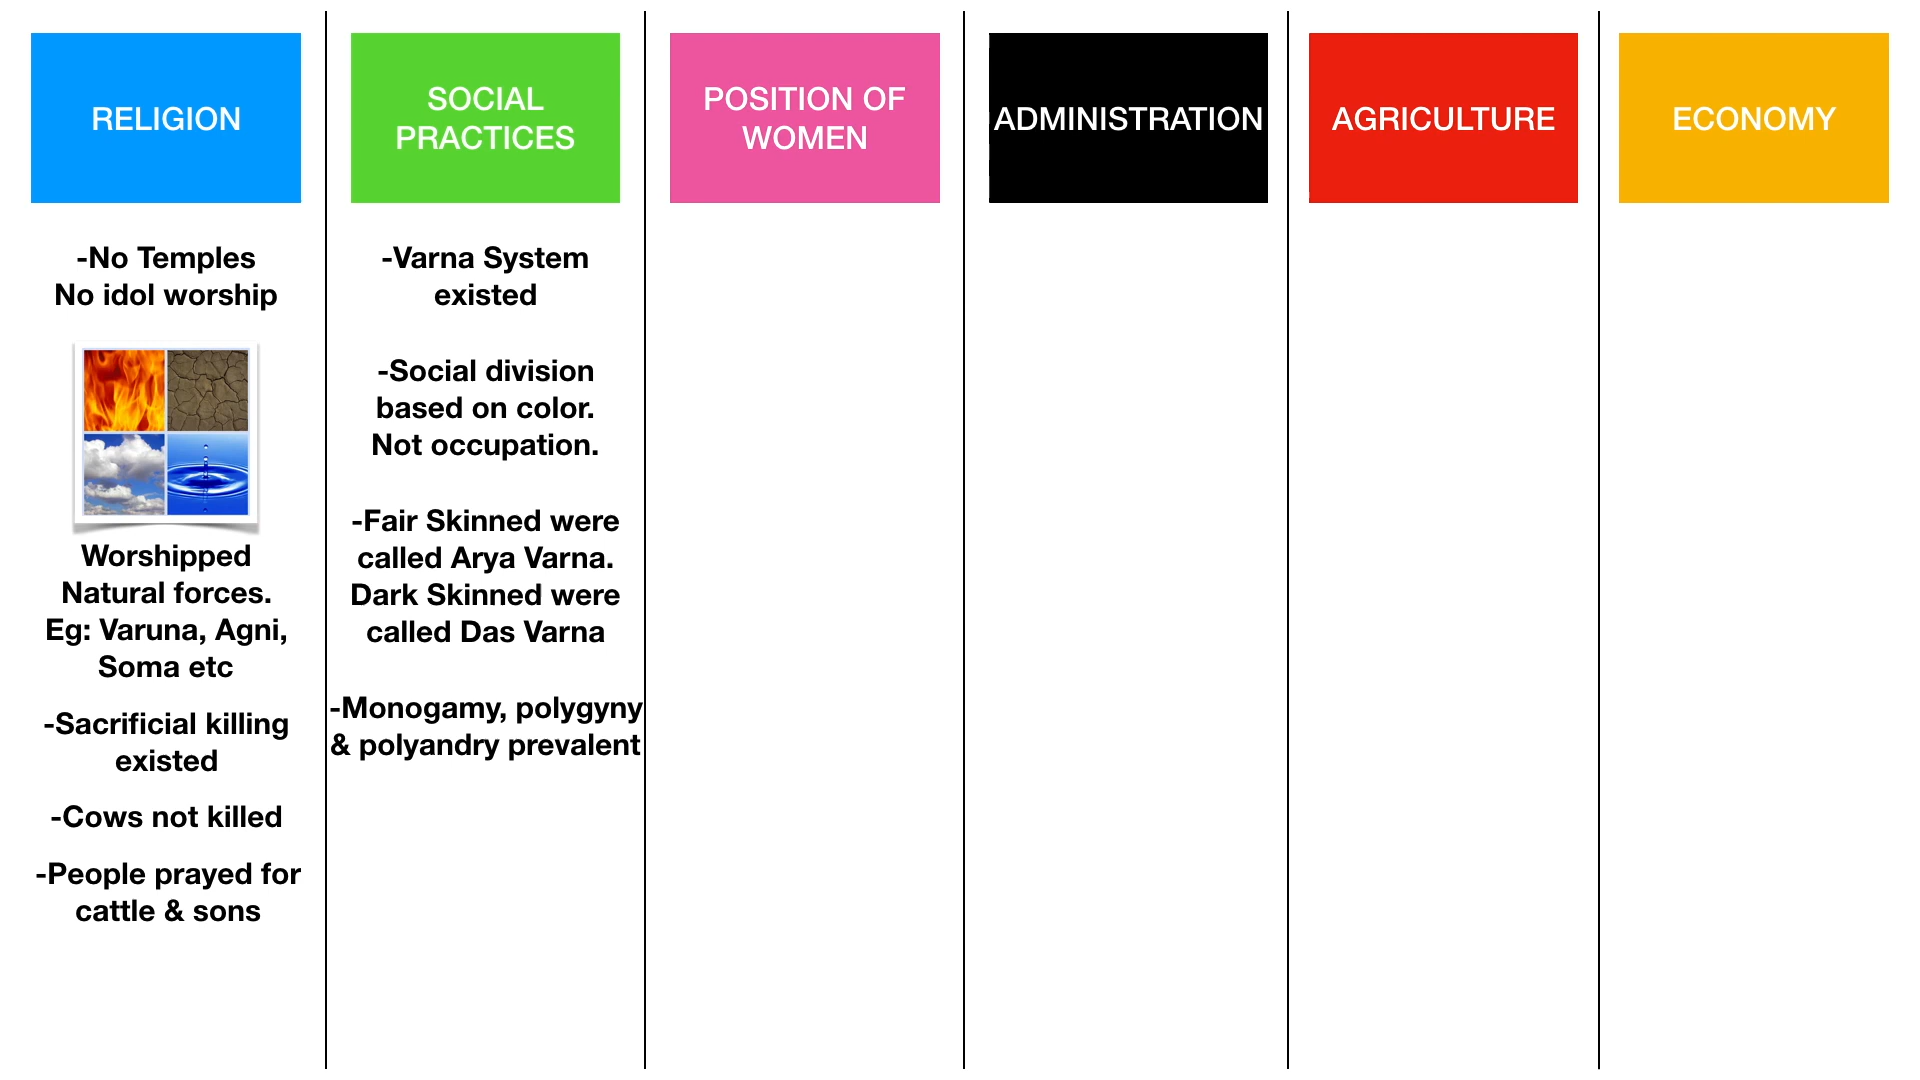 RELIGION
-No Temples
No idol worship
Worshipped
Natural forces.
Eg: Varuna, Agni,
Soma etc
-Sacrificial killing
existed
-Cows not killed
-People prayed for
cattle & sons
SOCIAL
PRACTICES
-Varna System
existed
-Social division
based on color.
Not occupation.
-Fair Skinned were
called Arya Varna.
Dark Skinned were
called Das Varna
-Monogamy, polygyny
& polyandry prevalent
POSITION OF
WOMEN
ADMINISTRATION
AGRICULTURE
ECONOMY